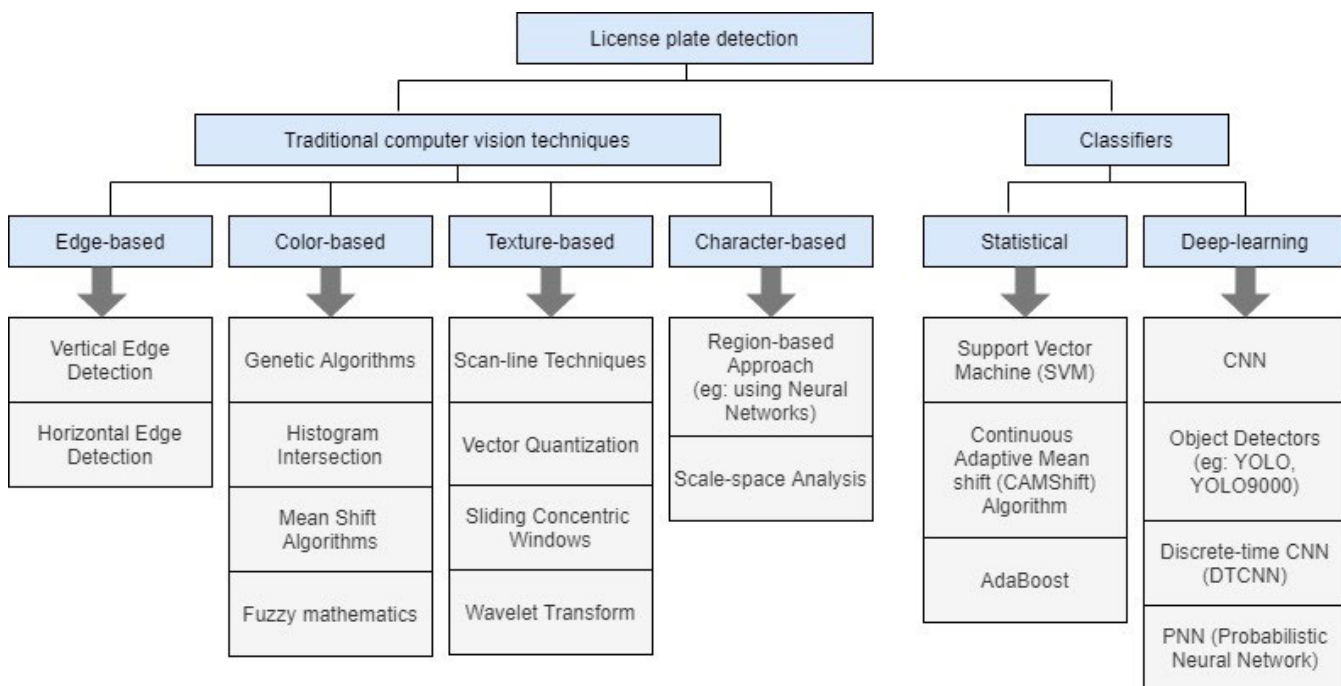 License plate detection
Traditional computer vision techniques
Classifiers
Edge-based
Color-based
Texture-based
Character-based
Statistical
Deep-learning
Vertical Edge
Detection
Horizontal Edge
Detection
Genetic Algorithms
Histogram
Intersection
Mean Shift
Algorithms
Fuzzy mathematics
Scan-line Techniques
Vector Quantization
Sliding Concentric
Windows
Wavelet Transform
Region-based
Approach
(eg: using Neural
Networks)
Scale-space Analysis
Support Vector
Machine (SVM)
Continuous
Adaptive Mean
shift (CAMShift)
Algorithm
AdaBoost
CNN
Object Detectors
(eg: YOLO,
YOLO9000)
Discrete-time CNN
(DTCNN)
PNN (Probabilistic
Neural Network)